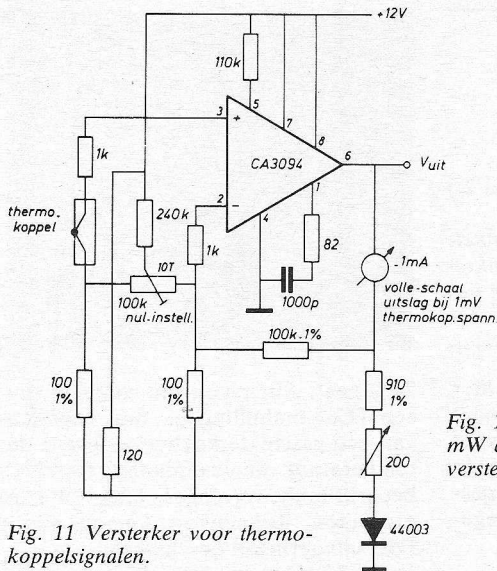 +12V
110k
5
3
+
7
8
CA3094
6
Vuit
1k
2
-
4
1
thermo-
koppel
240k
1k
82
-1mA
10T
100k
nul-instell.
1000p
volle-schaal
uitslag bij 1mV
thermokop.spann.
100k-1%
100
1%
100
1%
910
1%
120
200
44003
Fig. 1
mW
verste
Fig. 11 Versterker voor thermo-
koppelsignalen.